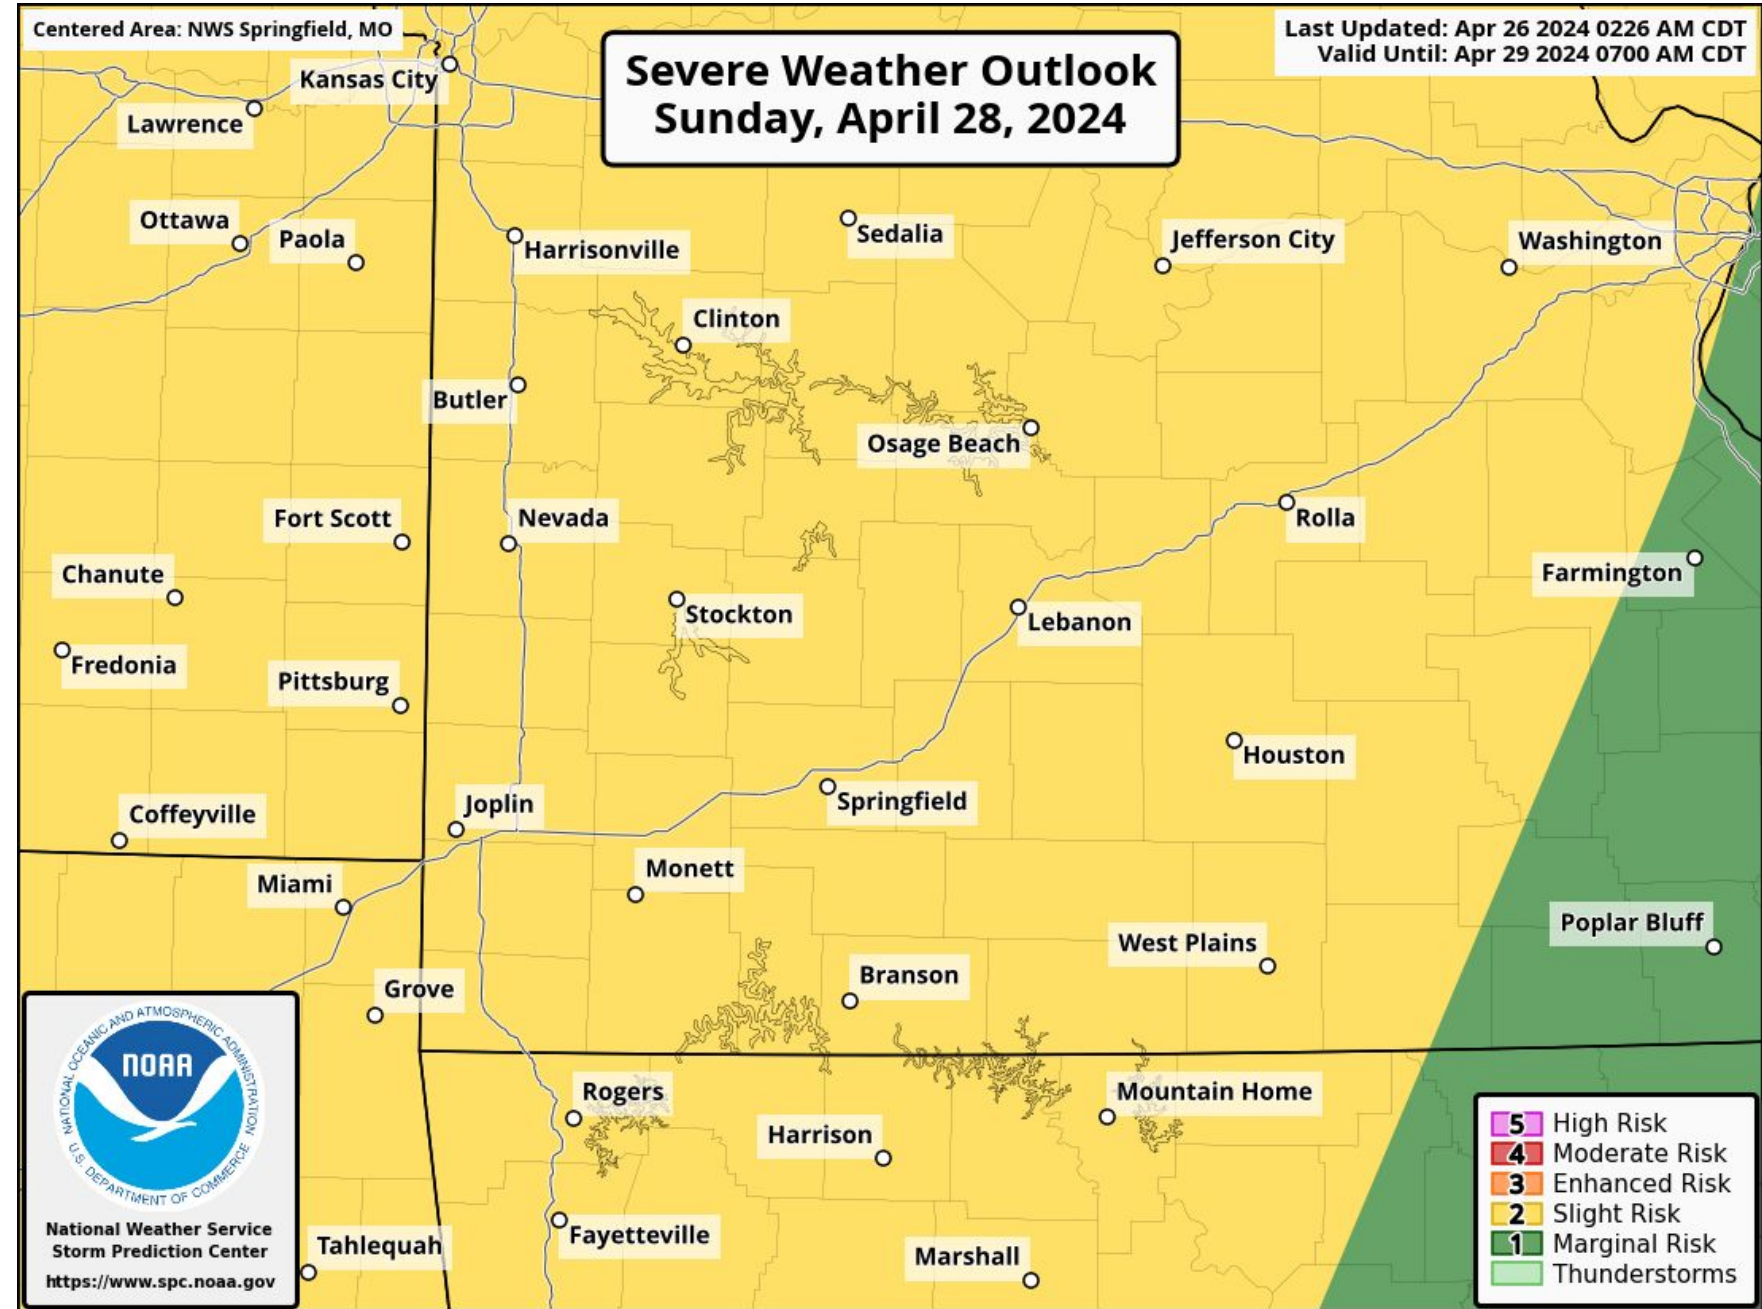 Centered Area: NWS Springfield, MO
Last Updated: Apr 26 2024 0226 AM CDT
Valid Until: Apr 29 2024 0700 AM CDT
Severe Weather Outlook
Sunday, April 28, 2024
Kansas City
Lawrence
Ottawa
Paola
Harrisonville
Sedalia
Jefferson City
Washington
Clinton
Butler
Osage Beach
Fort Scott
Nevada
Rolla
Chanute
Farmington
Stockton
Lebanon
Fredonia
Pittsburg
Houston
Coffeyville
Joplin
Springfield
Miami
Monett
Poplar Bluff
West Plains
Branson
Grove
Rogers
Mountain Home
Harrison
Fayetteville
Tahlequah
Marshall
NATIONAL OCEANIC AND ATMOSPHERIC ADMINISTRATION
NOAA
U.S. DEPARTMENT OF COMMERCE
National Weather Service
Storm Prediction Center
https://www.spc.noaa.gov
5 High Risk
4 Moderate Risk
3 Enhanced Risk
2 Slight Risk
1 Marginal Risk
Thunderstorms